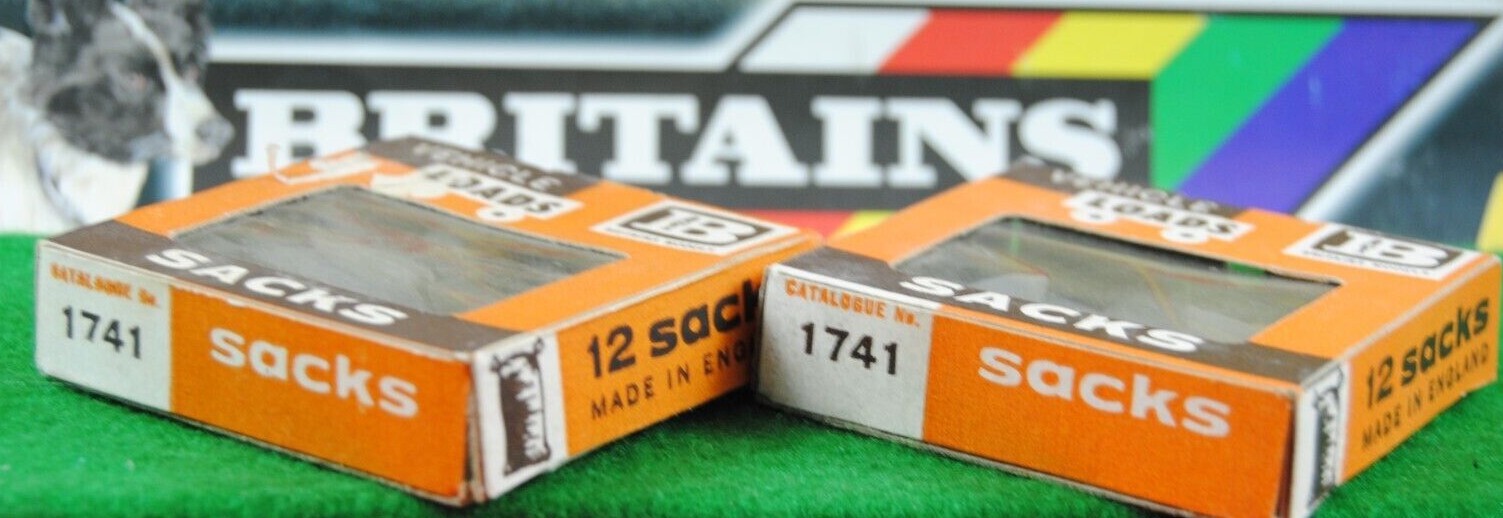 BRITAINS
VEHICLE
LOADS
B
SACKS
CATALOGUE No.
1741
sacks
12 sack
MADE IN ENG
VEHICLE
LOADS
B
SACKS
CATALOGUE No.
1741
sacks
12 sacks
MADE IN ENGLAND